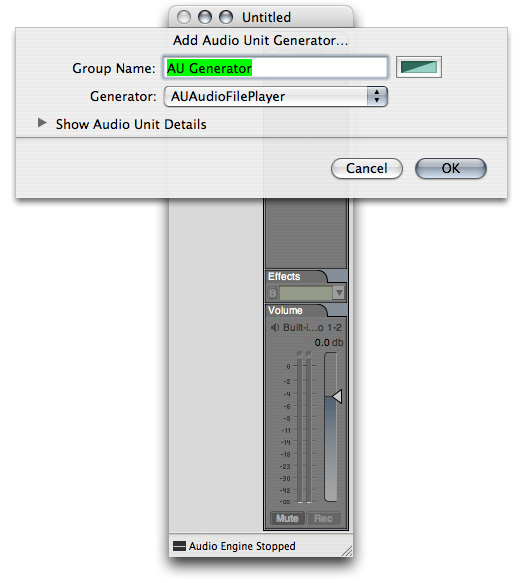 Untitled
Add Audio Unit Generator...
Group Name: AU Generator
Generator: AUAudioFilePlayer
Show Audio Unit Details
Cancel OK
Effects
B
Volume
Built-i...o 1-2
0.0 db
0
-2
-4
-6
-8
-11
-14
-18
-23
-30
-42
-∞
Mute Rec
Audio Engine Stopped